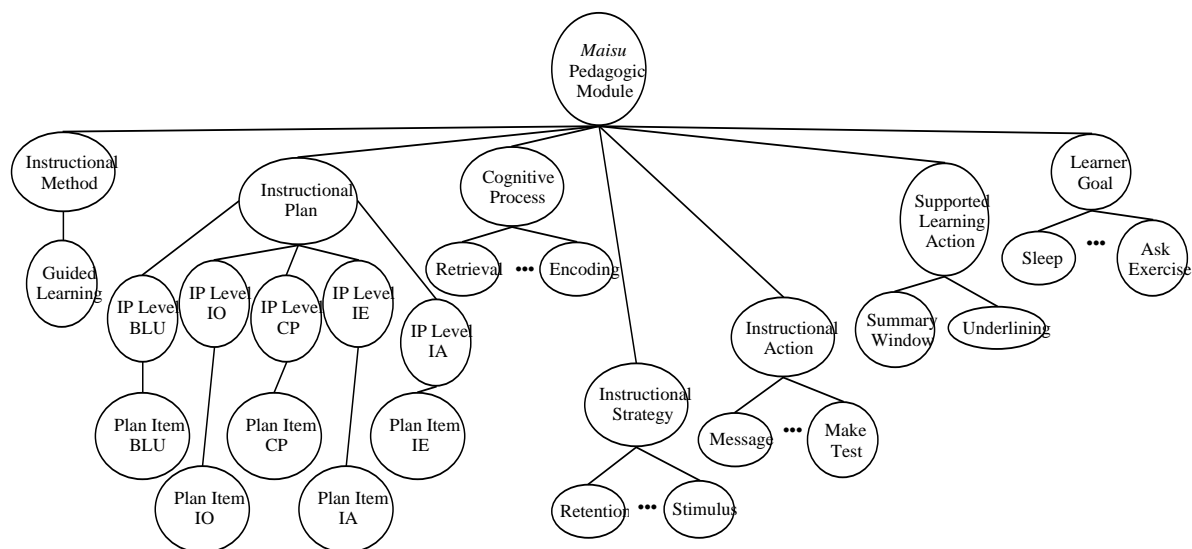 Maisu
Pedagogic
Module
Instructional
Method
Instructional
Plan
Cognitive
Process
Supported
Learning
Action
Learner
Goal
Guided
Learning
Retrieval
•••
Encoding
Sleep
•••
Ask
Exercise
IP Level
BLU
IP Level
IO
IP Level
CP
IP Level
IE
IP Level
IA
Instructional
Action
Summary
Window
Underlining
Instructional
Strategy
Plan Item
BLU
Plan Item
CP
Plan Item
IE
Message
•••
Make
Test
Plan Item
IO
Plan Item
IA
Retention
•••
Stimulus